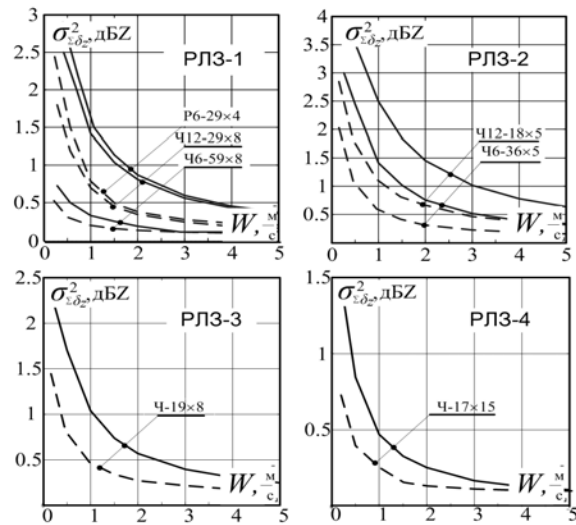 σ²_Σδz, дБZ
РЛЗ-1
3
2.5
2
1.5
1
0.5
0
Р6-29×4
Ч12-29×8
Ч6-59×8
W, м/с
0 1 2 3 4 5
σ²_Σδz, дБZ
РЛЗ-2
4
3.5
3
2.5
2
1.5
1
0.5
Ч12-18×5
Ч6-36×5
W, м/с
0 1 2 3 4 5
σ²_Σδz, дБZ
РЛЗ-3
2.5
2
1.5
1
0.5
0
Ч-19×8
W, м/с
0 1 2 3 4 5
σ²_Σδz, дБZ
РЛЗ-4
1.5
1
0.5
Ч-17×15
W, м/с
0 1 2 3 4 5